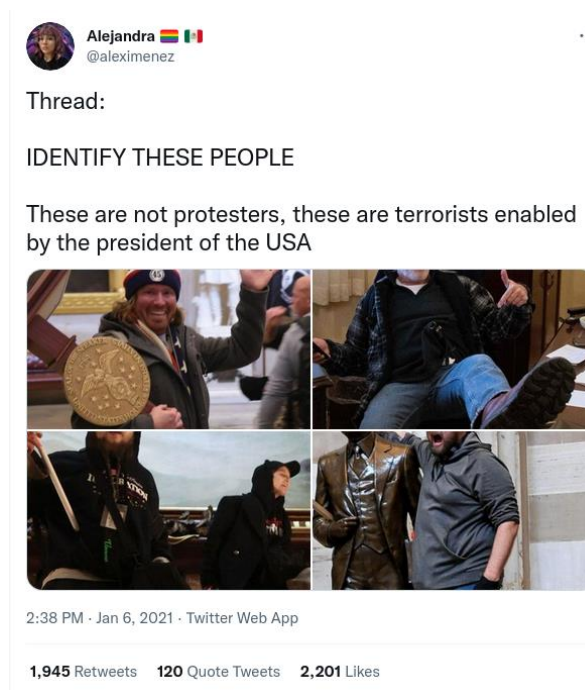 Alejandra 🏳️‍🌈 🇲🇽
@aleximenez
Thread:
IDENTIFY THESE PEOPLE
These are not protesters, these are terrorists enabled
by the president of the USA
45
2:38 PM · Jan 6, 2021 · Twitter Web App
1,945 Retweets 120 Quote Tweets 2,201 Likes